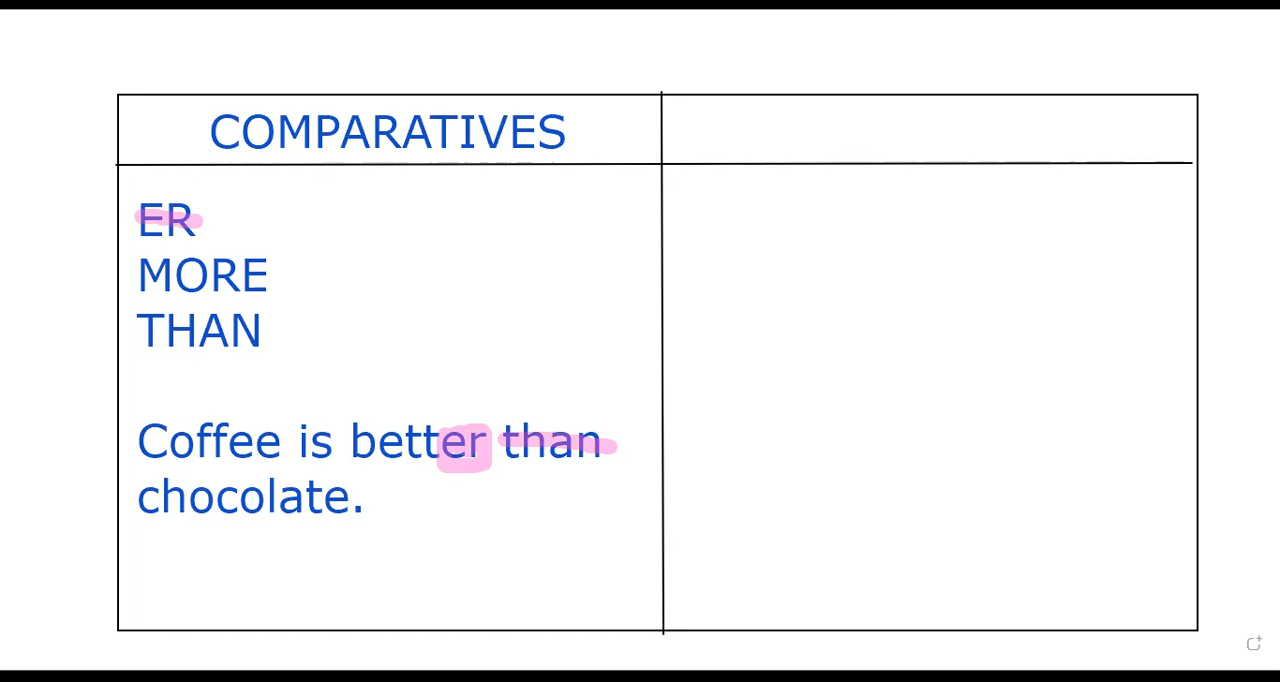 COMPARATIVES
ER
MORE
THAN
Coffee is better than
chocolate.